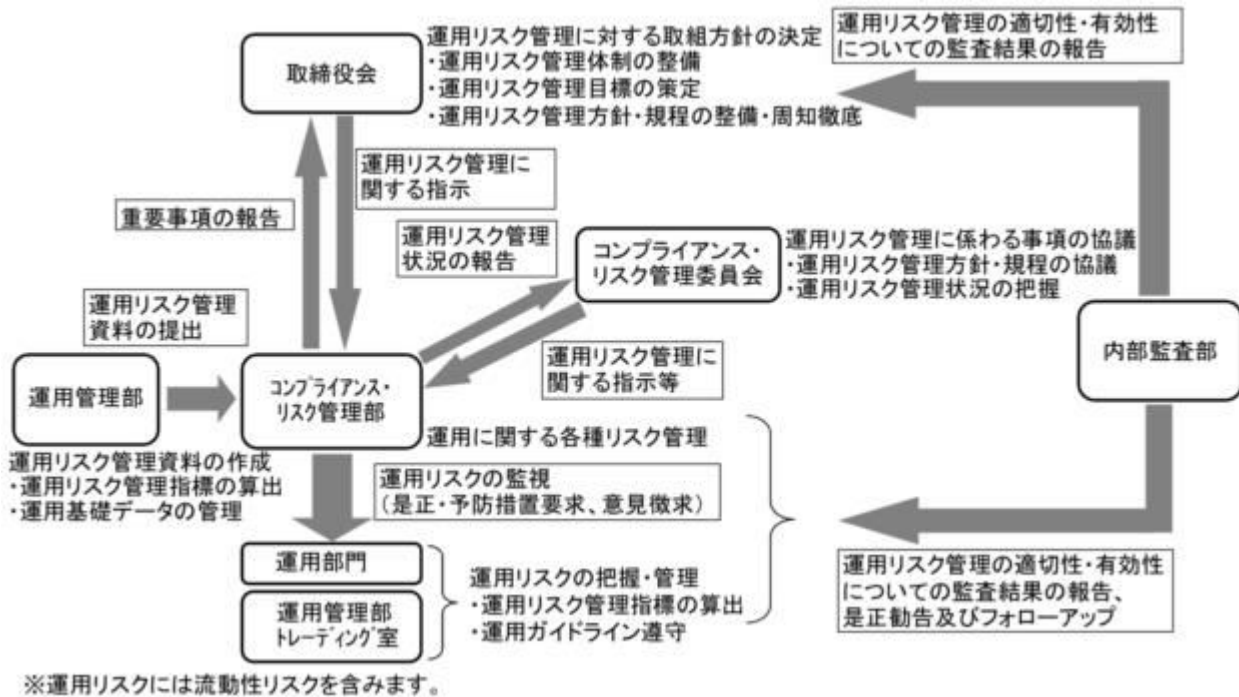 運用リスク管理に対する取組方針の決定
・運用リスク管理体制の整備
・運用リスク管理目標の策定
・運用リスク管理方針・規程の整備・周知徹底
取締役会
運用リスク管理の適切性・有効性
についての監査結果の報告
運用リスク管理に
関する指示
重要事項の報告
運用リスク管理
状況の報告
コンプライアンス・
リスク管理委員会
運用リスク管理に係わる事項の協議
・運用リスク管理方針・規程の協議
・運用リスク管理状況の把握
運用リスク管理
資料の提出
運用リスク管理に
関する指示等
内部監査部
運用管理部
コンプライアンス・
リスク管理部
運用に関する各種リスク管理
運用リスク管理資料の作成
・運用リスク管理指標の算出
・運用基礎データの管理
運用リスクの監視
(是正・予防措置要求、意見徴求)
運用部門
運用管理部
トレーディング室
運用リスクの把握・管理
・運用リスク管理指標の算出
・運用ガイドライン遵守
運用リスク管理の適切性・有効性
についての監査結果の報告、
是正勧告及びフォローアップ
※運用リスクには流動性リスクを含みます。